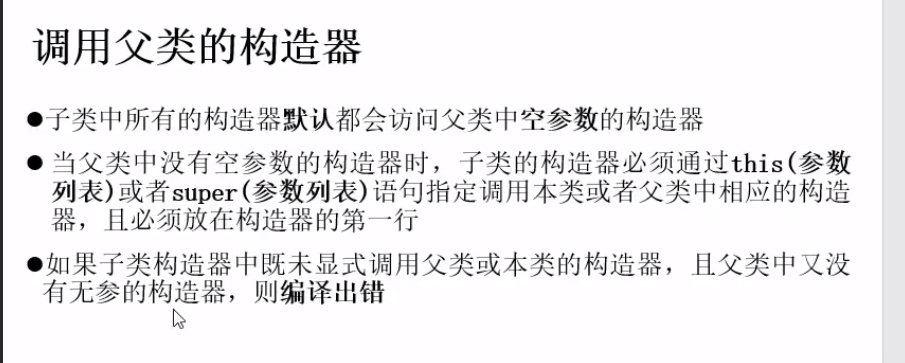 调用父类的构造器
●子类中所有的构造器默认都会访问父类中空参数的构造器
●当父类中没有空参数的构造器时，子类的构造器必须通过this(参数
列表)或者super(参数列表)语句指定调用本类或者父类中相应的构造
器，且必须放在构造器的第一行
●如果子类构造器中既未显式调用父类或本类的构造器，且父类中又没
有无参的构造器，则编译出错